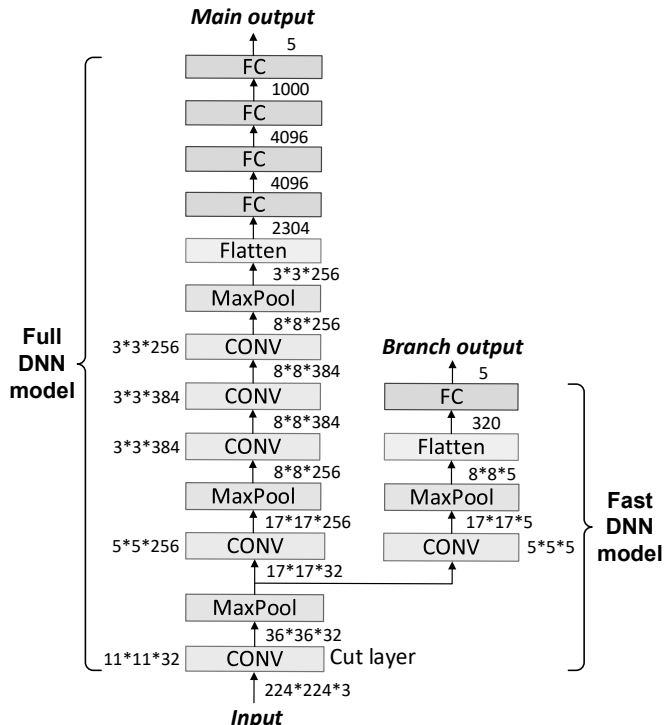 Main output
5
FC
1000
FC
4096
FC
4096
FC
2304
Flatten
3*3*256
MaxPool
8*8*256
3*3*256 CONV
8*8*384
3*3*384 CONV
8*8*384
3*3*384 CONV
8*8*256
MaxPool
17*17*256
5*5*256 CONV
17*17*32
MaxPool
36*36*32
11*11*32 CONV Cut layer
224*224*3
Input
Full
DNN
model
Branch output
5
FC
320
Flatten
8*8*5
MaxPool
17*17*5
CONV 5*5*5
Fast
DNN
model